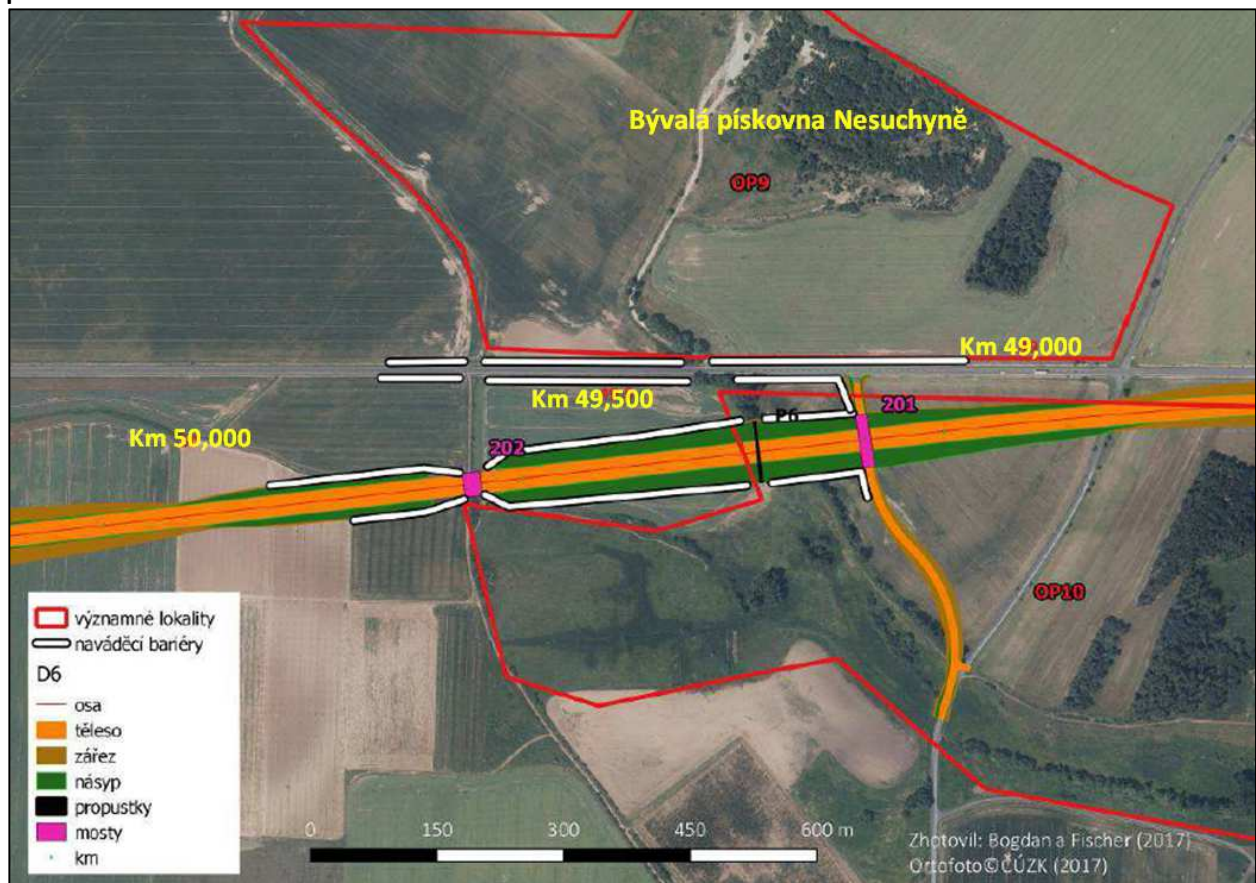 Bývalá pískovna Nesuchyně
OP9
Km 49,000
Km 49,500
P6
201
Km 50,000
202
OP10
významné lokality
naváděcí bariéry
D6
osa
těleso
zářez
násyp
propustky
mosty
km
0 150 300 450 600 m
Zhotovil: Bogdan a Fischer (2017)
Ortofoto©ČÚZK (2017)